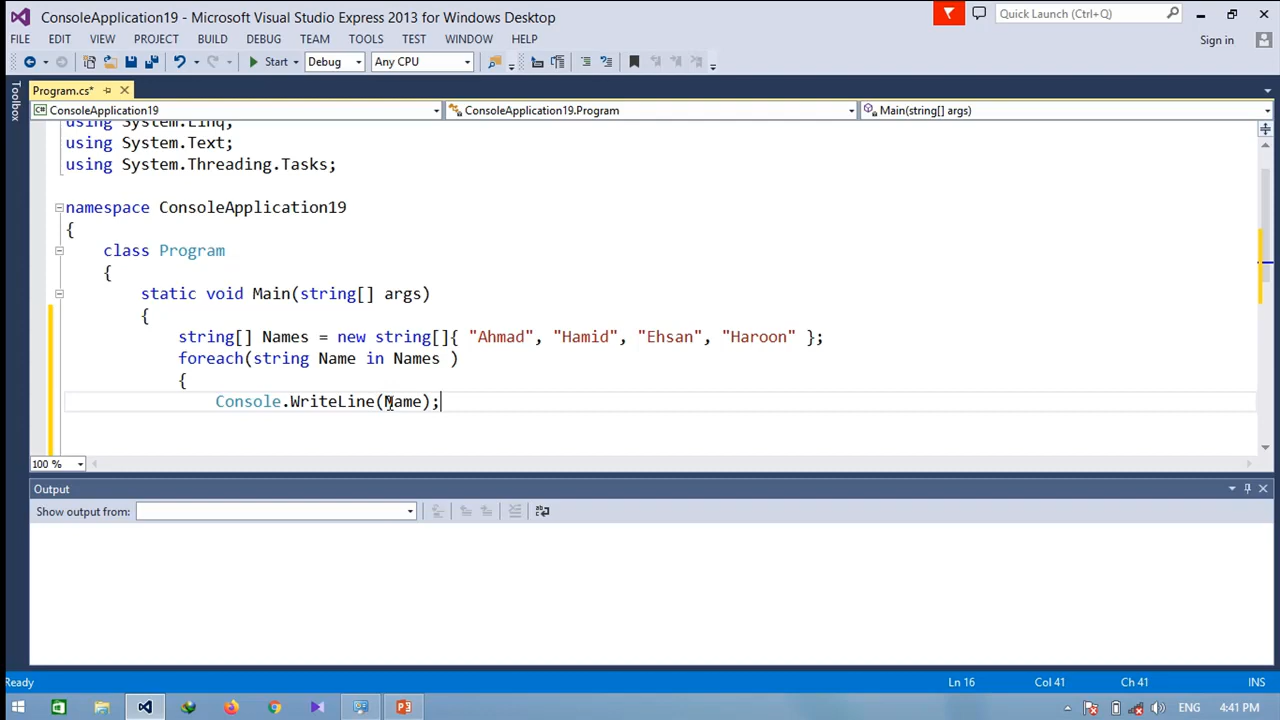 ConsoleApplication19 - Microsoft Visual Studio Express 2013 for Windows Desktop
Quick Launch (Ctrl+Q)
FILE EDIT VIEW PROJECT BUILD DEBUG TEAM TOOLS TEST WINDOW HELP
Sign in
Start Debug Any CPU
Toolbox
Program.cs*
ConsoleApplication19 ConsoleApplication19.Program Main(string[] args)
using System.Linq;
using System.Text;
using System.Threading.Tasks;
namespace ConsoleApplication19
{
class Program
{
static void Main(string[] args)
{
string[] Names = new string[]{ "Ahmad", "Hamid", "Ehsan", "Haroon" };
foreach(string Name in Names )
{
Console.WriteLine(Name);
100 %
Output
Show output from:
Ready Ln 16 Col 41 Ch 41 INS
ENG 4:41 PM